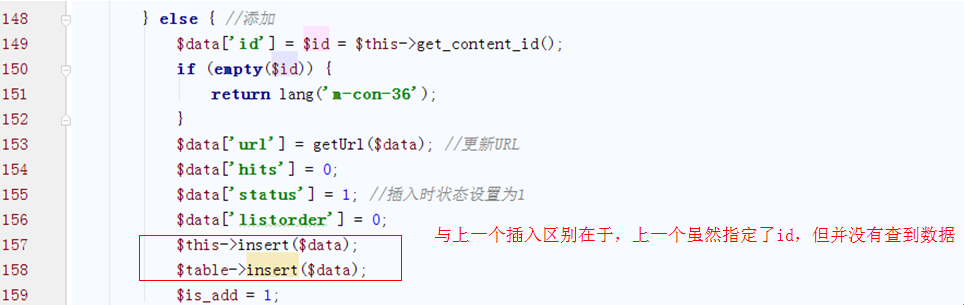 148 } else { //添加
149 $data['id'] = $id = $this->get_content_id();
150 if (empty($id)) {
151 return lang('m-con-36');
152 }
153 $data['url'] = getUrl($data); //更新URL
154 $data['hits'] = 0;
155 $data['status'] = 1; //插入时状态设置为1
156 $data['listorder'] = 0;
157 $this->insert($data);
与上一个插入区别在于，上一个虽然指定了id，但并没有查到数据
158 $table->insert($data);
159 $is_add = 1;